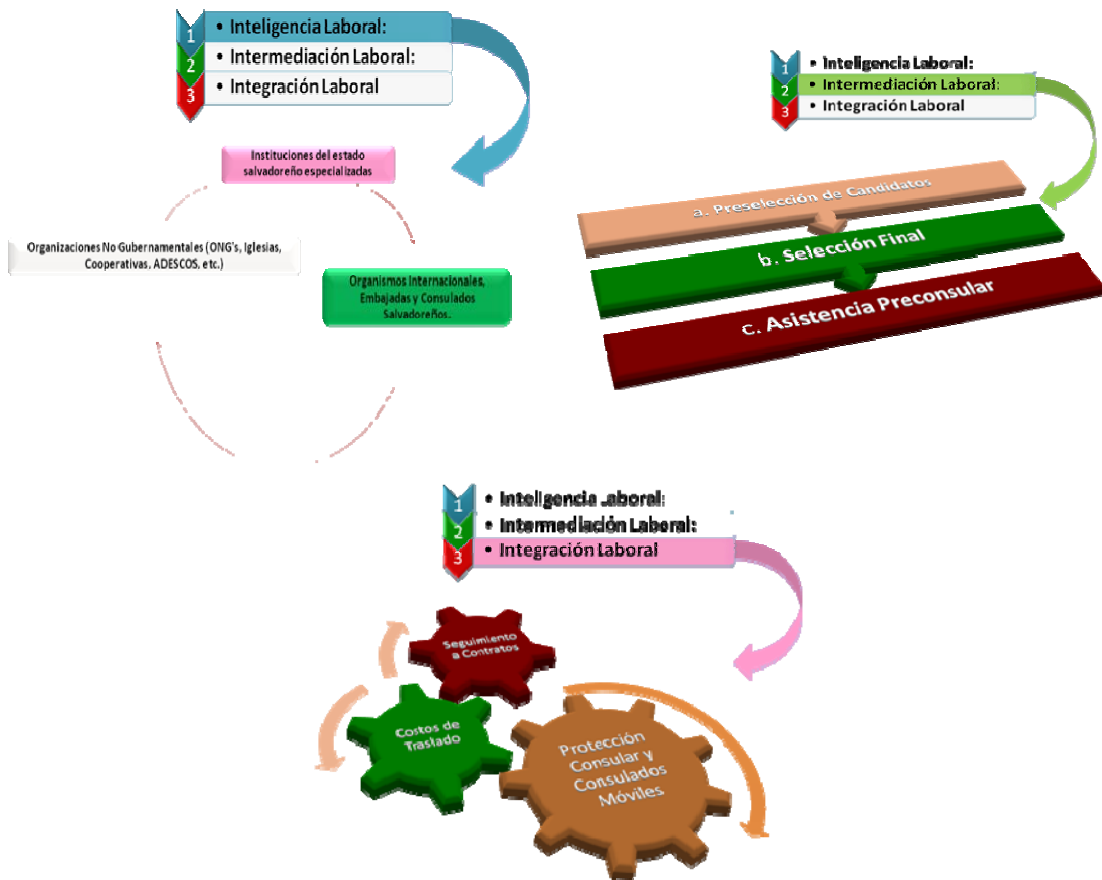 1
• Inteligencia Laboral:
2
• Intermediación Laboral:
3
• Integración Laboral
Instituciones del estado
salvadoreño especializadas
Organizaciones No Gubernamentales (ONG's, Iglesias,
Cooperativas, ADESCOS, etc.)
Organismos Internacionales,
Embajadas y Consulados
Salvadoreños.
1
• Inteligencia Laboral:
2
• Intermediación Laboral:
3
• Integración Laboral
a. Preselección de Candidatos
b. Selección Final
c. Asistencia Preconsular
1
• Inteligencia Laboral:
2
• Intermediación Laboral:
3
• Integración Laboral
Seguimiento
a Contratos
Costos de
Traslado
Protección
Consular y
Consulados
Móviles